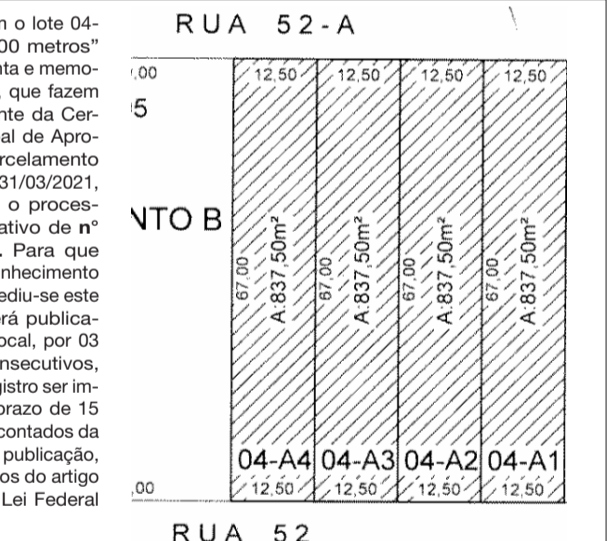 n o lote 04-
00 metros”
nta e memo-
, que fazem
nte da Cer-
al de Apro-
rcelamento
31/03/2021,
o proces-
ativo de n°
. Para que
nhecimento
ediu-se este
erá publica-
ocal, por 03
nsecutivos,
gistro ser im-
orazo de 15
contados da
publicação,
os do artigo
Lei Federal
RUA 52-A
,00
12,50 12,50 12,50 12,50
5
NTO B
67,00 A:837,50m² 67,00 A:837,50m² 67,00 A:837,50m² 67,00 A:837,50m²
04-A4 04-A3 04-A2 04-A1
,00
12,50 12,50 12,50 12,50
RUA 52